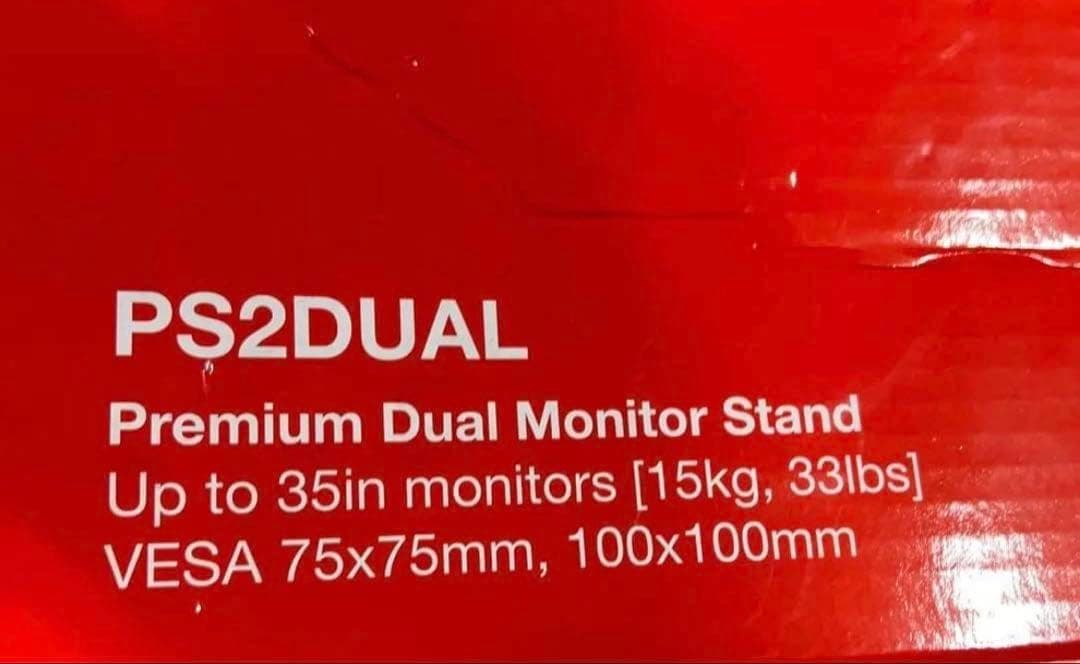 PS2DUAL
Premium Dual Monitor Stand
Up to 35in monitors [15kg, 33lbs]
VESA 75x75mm, 100x100mm